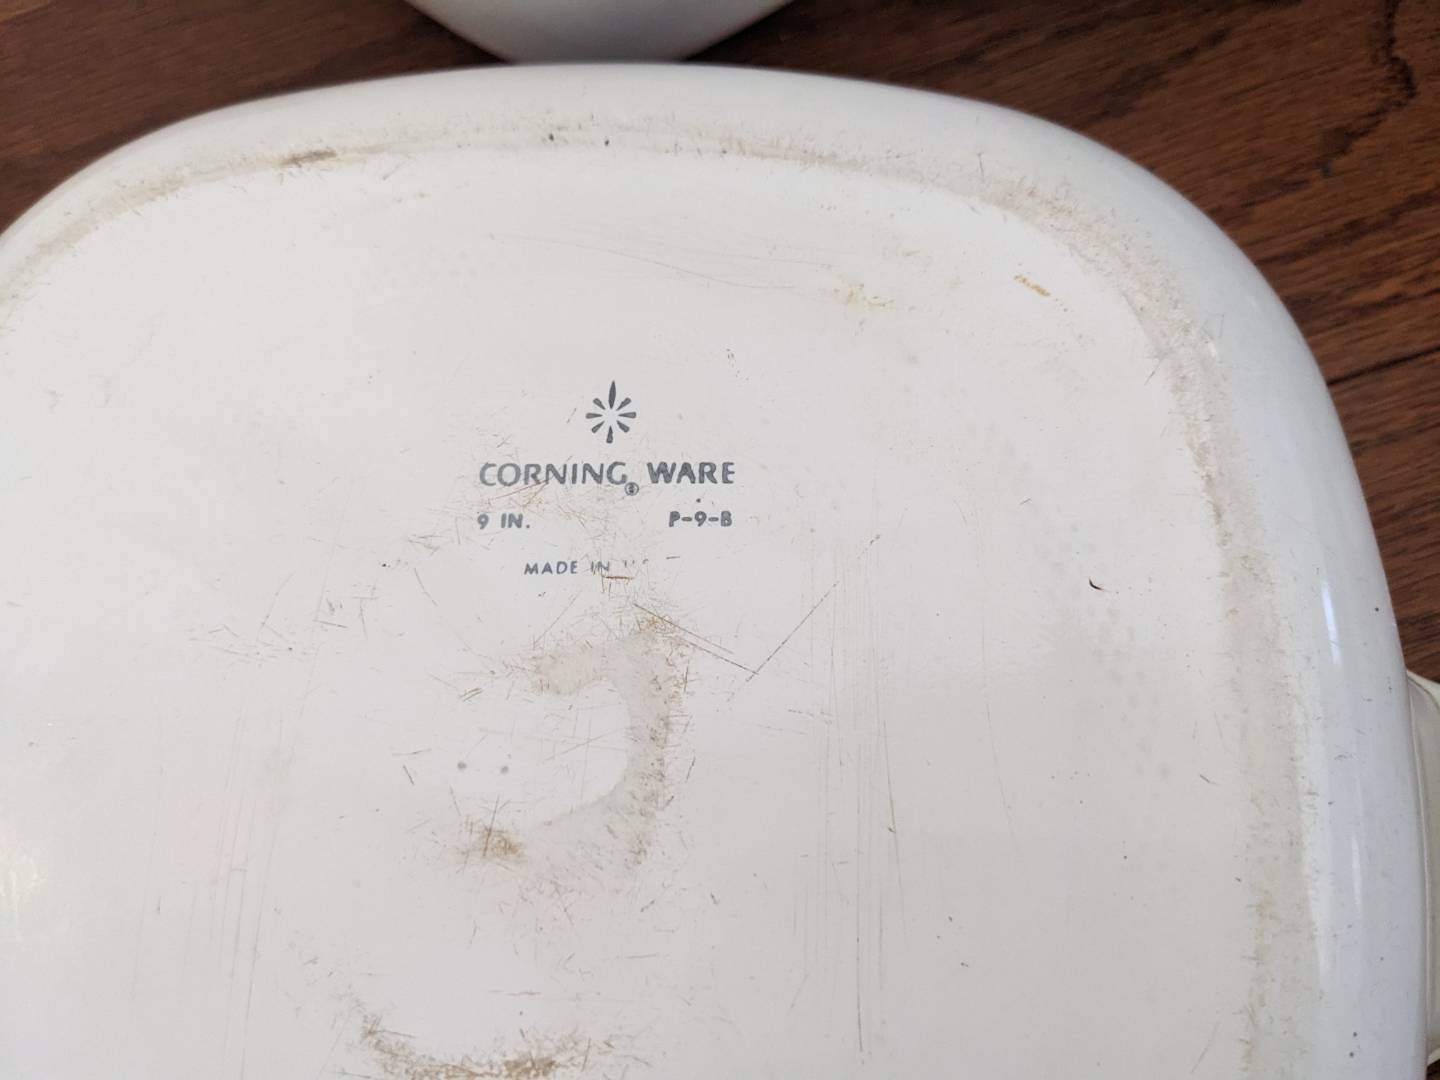 CORNING® WARE
9 IN. P-9-B
MADE IN